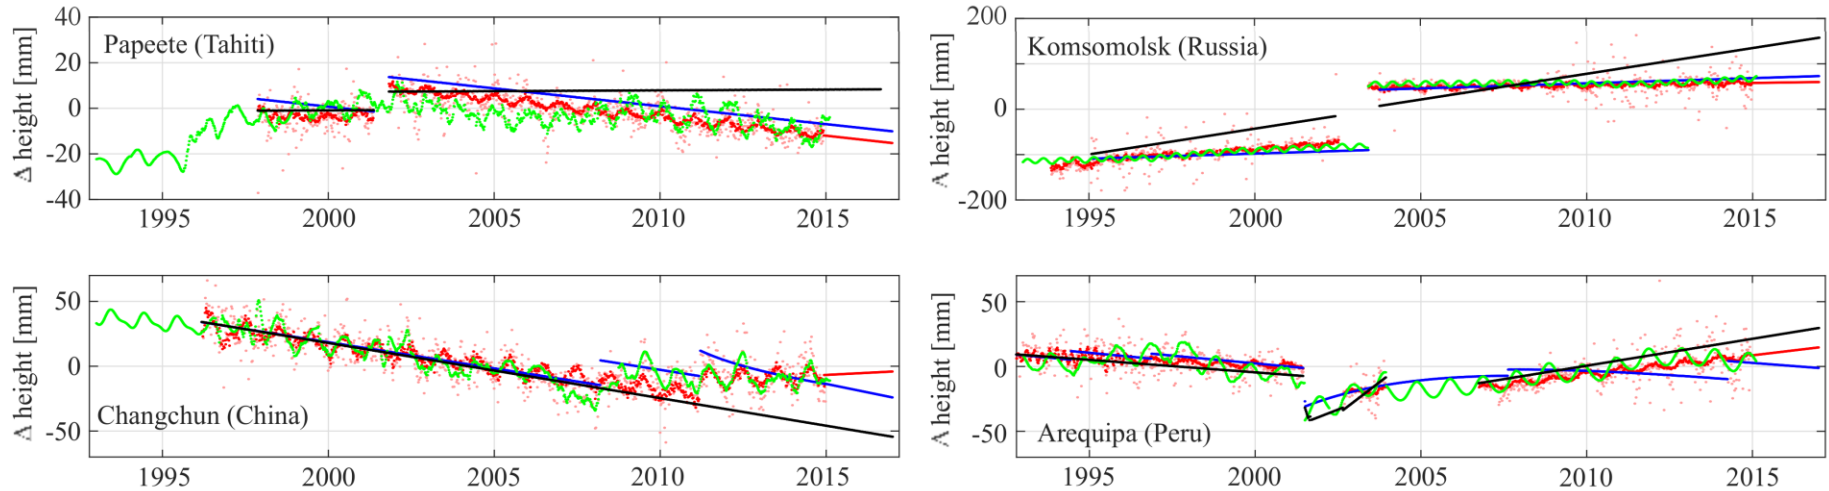 40
20
0
-20
-40
Δ height [mm]
Papeete (Tahiti)
1995 2000 2005 2010 2015
200
0
-200
Δ height [mm]
Komsomolsk (Russia)
1995 2000 2005 2010 2015
50
0
-50
Δ height [mm]
Changchun (China)
1995 2000 2005 2010 2015
50
0
-50
Δ height [mm]
Arequipa (Peru)
1995 2000 2005 2010 2015